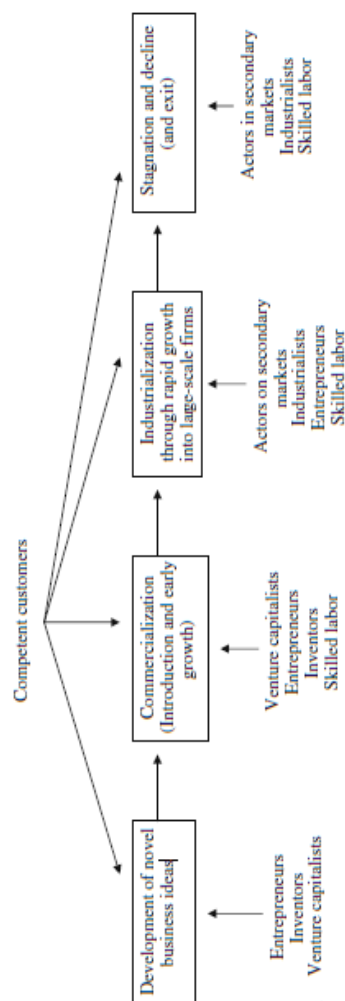 Competent customers
Development of novel
business ideas
Commercialization
(Introduction and early
growth)
Industrialization
through rapid growth
into lage-scale firms
Stagnation and decline
(and exit)
Entrepreneurs
Inventors
Venture capitalists
Venture capitalists
Entrepreneurs
Inventors
Skilled labor
Actors on secondary
markets
Industrialists
Entrepreneurs
Skilled labor
Actors in secondary
markets
Industrialists
Skilled labor